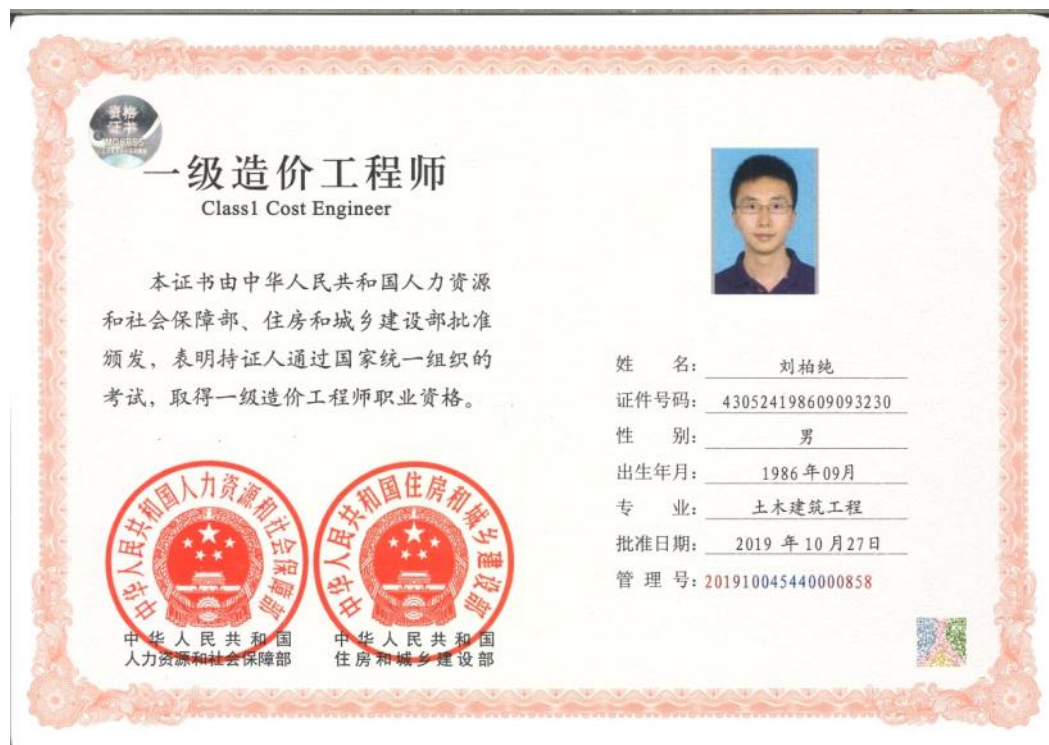 资格
证书
MOHRSS
一级造价工程师
Class1 Cost Engineer
本证书由中华人民共和国人力资源
和社会保障部、住房和城乡建设部批准
颁发，表明持证人通过国家统一组织的
考试，取得一级造价工程师职业资格。
中华人民共和国人力资源和社会保障部
中华人民共和国住房和城乡建设部
中华人民共和国
人力资源和社会保障部
中华人民共和国
住房和城乡建设部
姓 名： 刘柏纯
证件号码： 430524198609093230
性 别： 男
出生年月： 1986年09月
专 业： 土木建筑工程
批准日期： 2019 年 10月27日
管 理 号： 201910045440000858